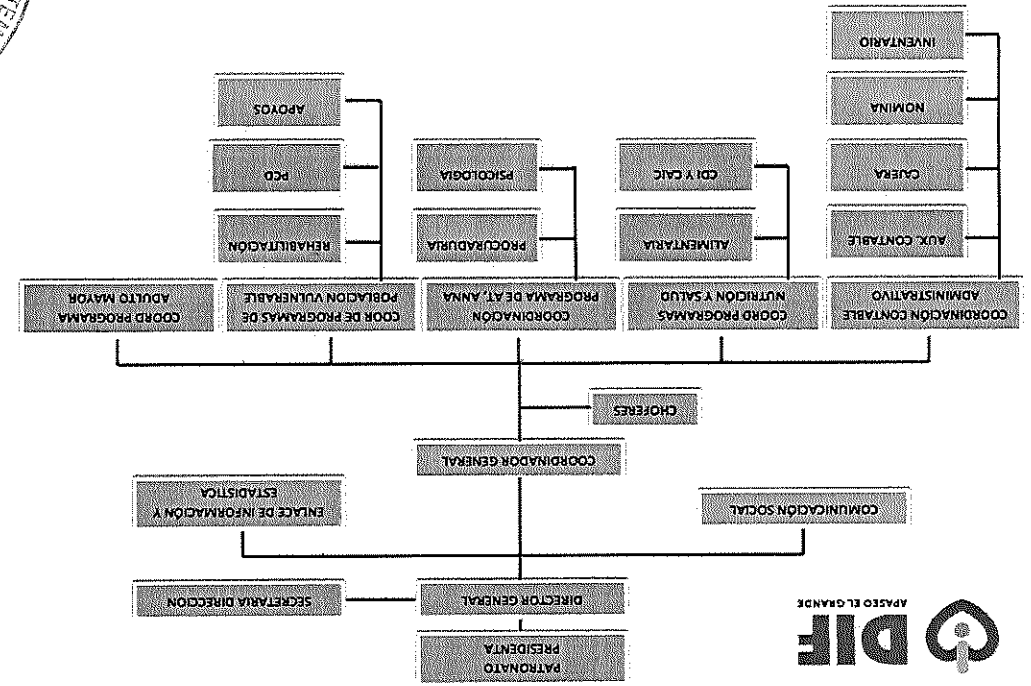 DIF
APASEO EL GRANDE
PATRONATO
PRESIDENTA
DIRECTOR GENERAL
SECRETARIA DIRECCION
COMUNICACIÓN SOCIAL
ENLACE DE INFORMACIÓN Y
ESTADISTICA
COORDINADOR GENERAL
CHOFERES
COORDINACIÓN CONTABLE
ADMINISTRATIVO
AUX. CONTABLE
CAJERA
NOMINA
INVENTARIO
COORD PROGRAMAS
NUTRICIÓN Y SALUD
ALIMENTARIA
CDI Y CAIC
COORDINACIÓN
PROGRAMA DE AT. ANNA
PROCURADURIA
PSICOLOGIA
COOR DE PROGRAMAS DE
POBLACION VULNERABLE
REHABILITACIÓN
PCD
APOYOS
COORD PROGRAMA
ADULTO MAYOR